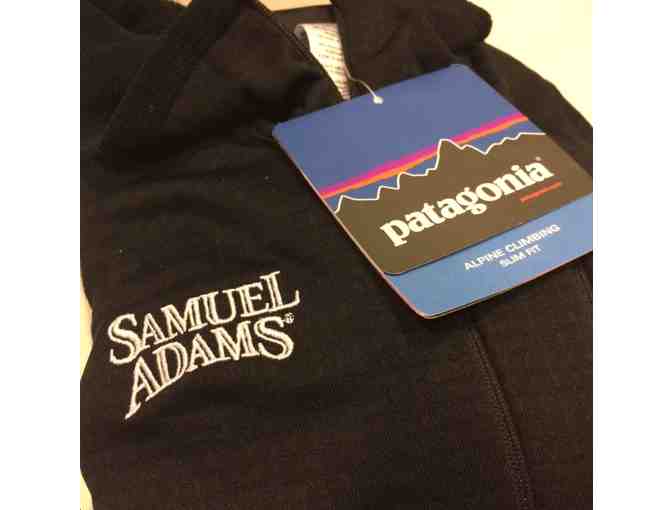 patagonia®
ALPINE CLIMBING
SLIM FIT
SAMUEL
ADAMS®